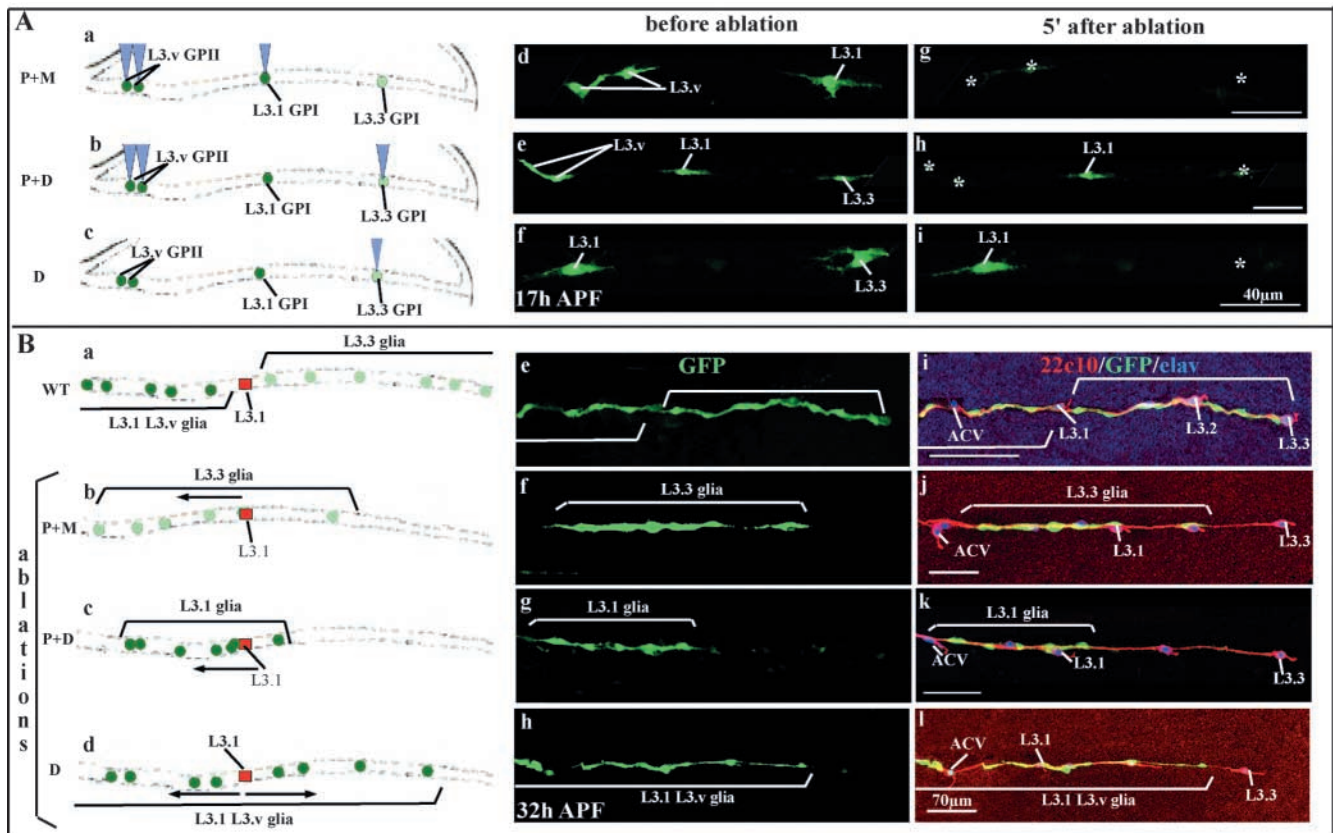 A
before ablation
5' after ablation
a
P+M
L3.v GPII
L3.1 GPI
L3.3 GPI
d
L3.v
L3.1
g
*
*
*
b
P+D
L3.v GPII
L3.1 GPI
L3.3 GPI
e
L3.v
L3.1
L3.3
h
*
*
L3.1
*
c
D
L3.v GPII
L3.1 GPI
L3.3 GPI
f
L3.1
L3.3
17h APF
i
L3.1
*
40µm
B
a
WT
L3.3 glia
L3.1
L3.1 L3.v glia
e
GFP
i
22c10/GFP/elav
ACV
L3.1
L3.2
L3.3
ablations
b
P+M
L3.3 glia
L3.1
f
L3.3 glia
j
L3.3 glia
ACV
L3.1
L3.3
c
P+D
L3.1 glia
L3.1
g
L3.1 glia
k
L3.1 glia
ACV
L3.1
L3.3
d
D
L3.1
L3.1 L3.v glia
h
L3.1 L3.v glia
32h APF
l
ACV
L3.1
70µm
L3.1 L3.v glia
L3.3